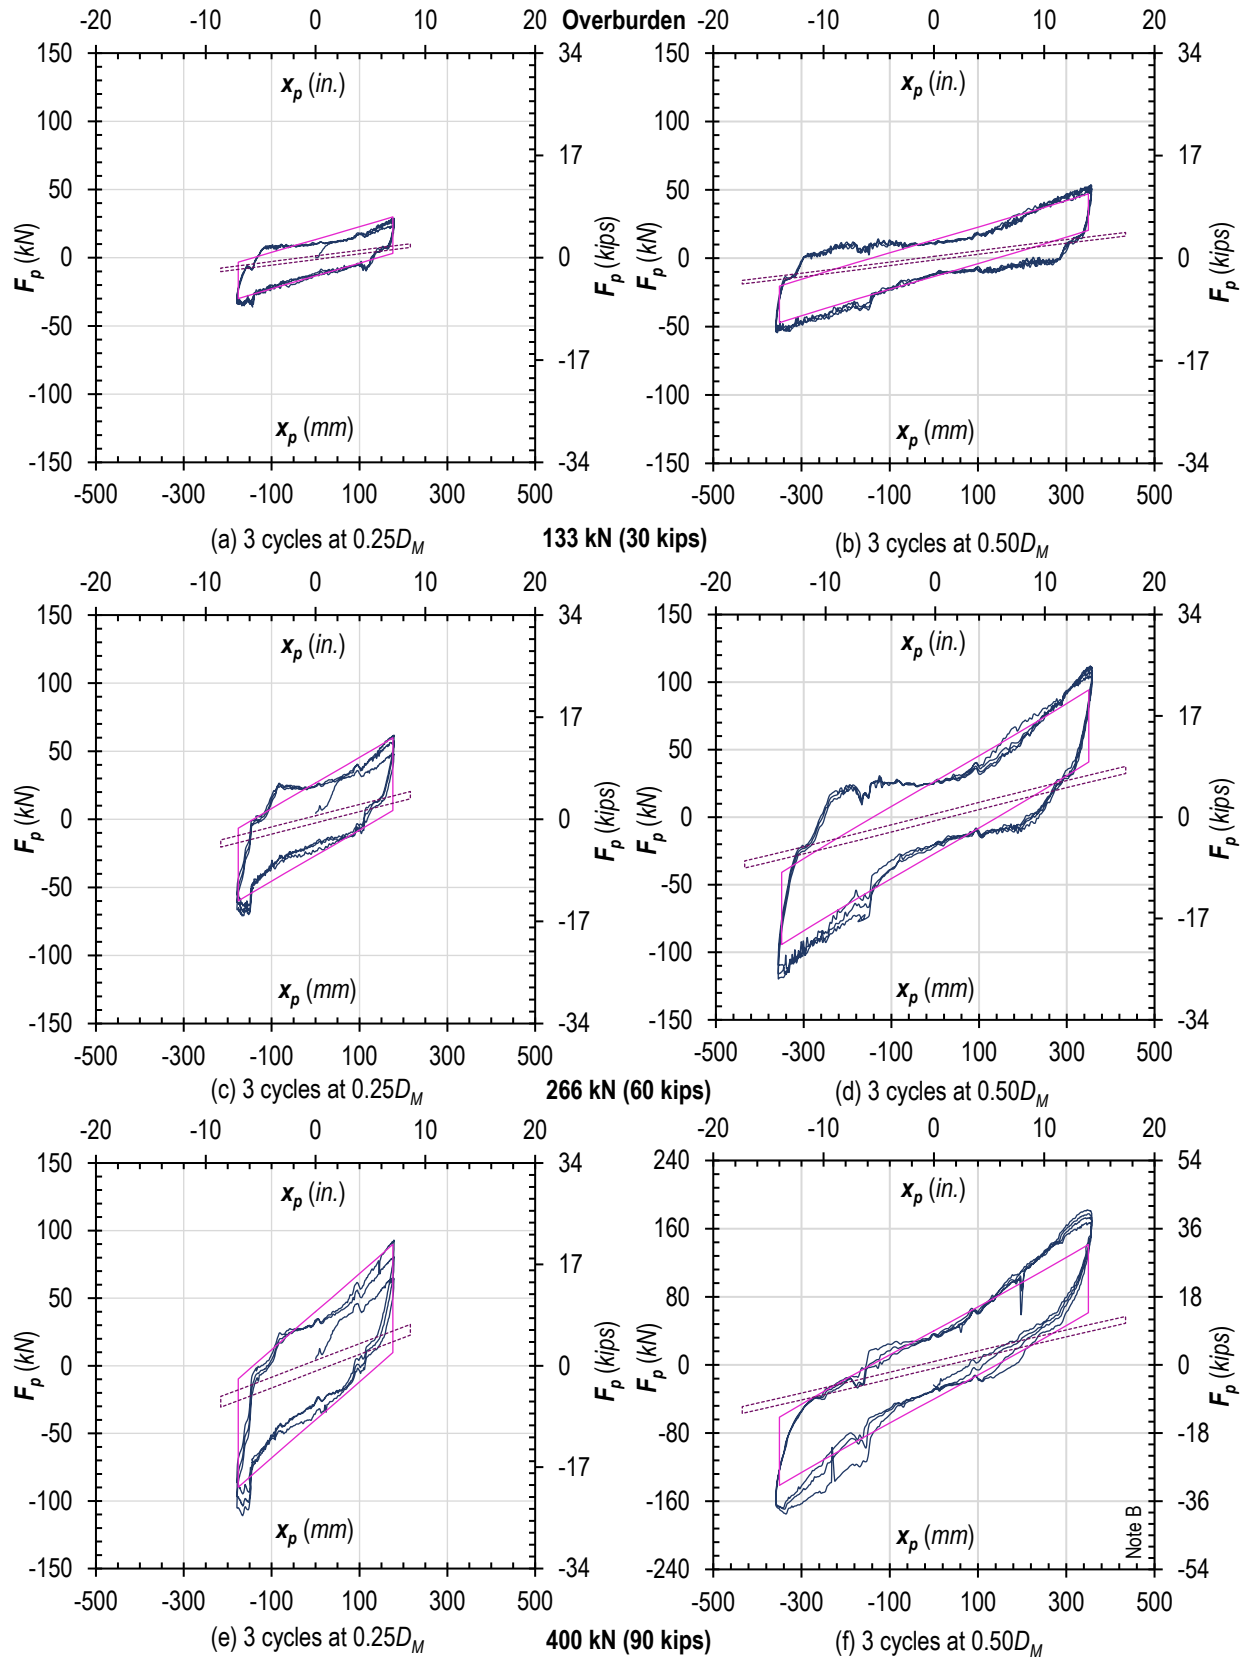 -20 -10 0 Overburden 20 -20 -10 0 10 20
150 34
x_p (in.) x_p (in.)
100 100
17 17
50 50
F_p (kN) 0 0 F_p (kips) F_p (kN) 0 0 F_p (kips)
-50 -50
-17 -17
-100 -100
x_p (mm) x_p (mm)
-150 -34 -150 -34
-500 -300 -100 100 300 500 -500 -300 -100 100 300 500
(a) 3 cycles at 0.25D_M 133 kN (30 kips) (b) 3 cycles at 0.50D_M
-20 -10 0 10 20 -20 -10 0 10 20
150 34 150 34
x_p (in.) x_p (in.)
100 100
17 17
50 50
F_p (kN) 0 0 F_p (kips) F_p (kN) 0 0 F_p (kips)
-50 -50
-17 -17
-100 -100
x_p (mm) x_p (mm)
-150 -34 -150 -34
-500 -300 -100 100 300 500 -500 -300 -100 100 300 500
(c) 3 cycles at 0.25D_M 266 kN (60 kips) (d) 3 cycles at 0.50D_M
-20 -10 0 10 20 -20 -10 0 10 20
150 34 240 54
x_p (in.) x_p (in.)
100 160 36
17
50 80 18
F_p (kN) 0 0 F_p (kips) F_p (kN) 0 0 F_p (kips)
-50 -80 -18
-17
-100 -160 -36
x_p (mm) x_p (mm) Note B
-150 -34 -240 -54
-500 -300 -100 100 300 500 -500 -300 -100 100 300 500
(e) 3 cycles at 0.25D_M 400 kN (90 kips) (f) 3 cycles at 0.50D_M